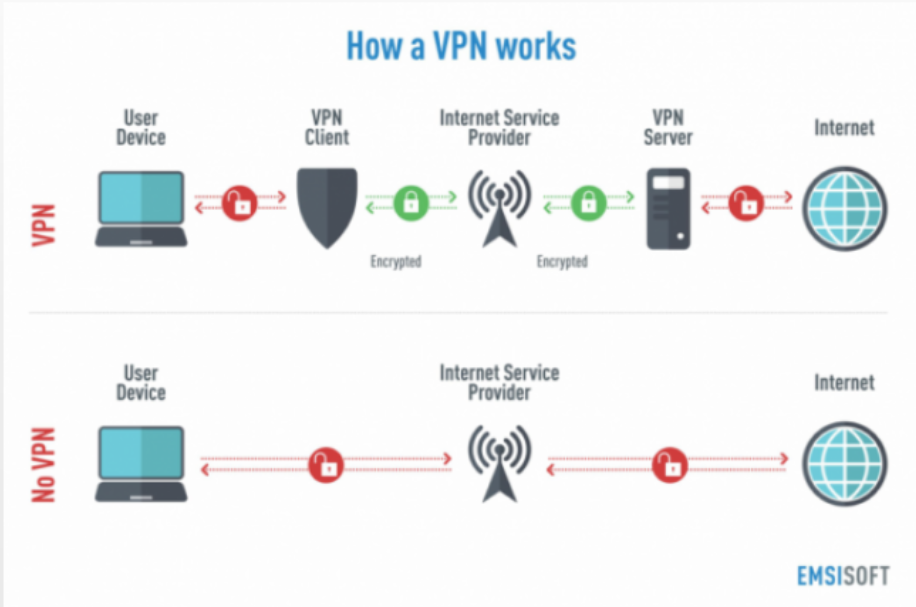 How a VPN works
User
Device
VPN
Client
Internet Service
Provider
VPN
Server
Internet
VPN
Encrypted
Encrypted
User
Device
Internet Service
Provider
Internet
No VPN
EMSISOFT